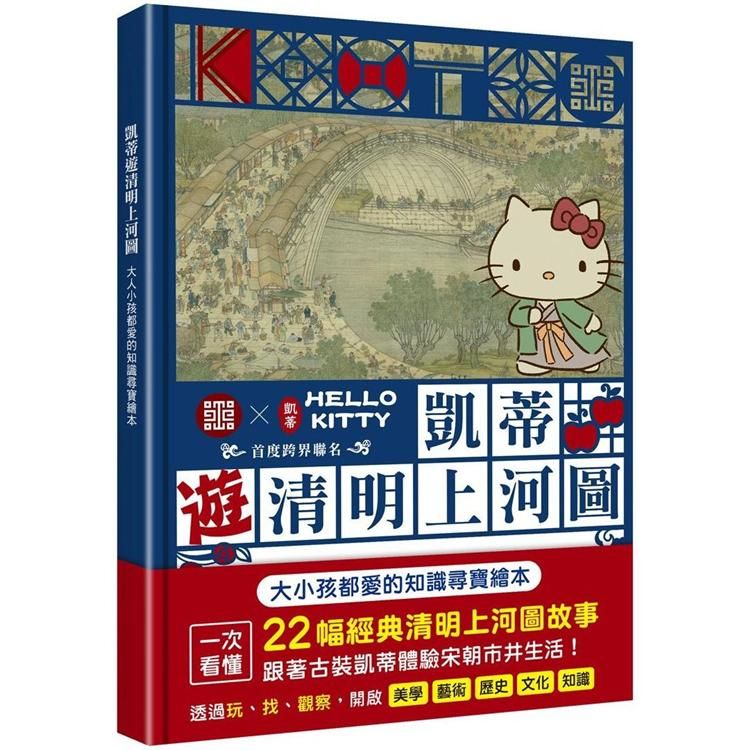 凱蒂遊清明上河圖
大人小孩都愛的知識尋寶繪本
KITTY
凱蒂
HELLO
KITTY
首度跨界聯名
凱蒂
遊清明上河圖
大小孩都愛的知識尋寶繪本
一次
看懂
22幅經典清明上河圖故事
跟著古裝凱蒂體驗宋朝市井生活！
透過玩、找、觀察，開啟 美學 藝術 歷史 文化 知識